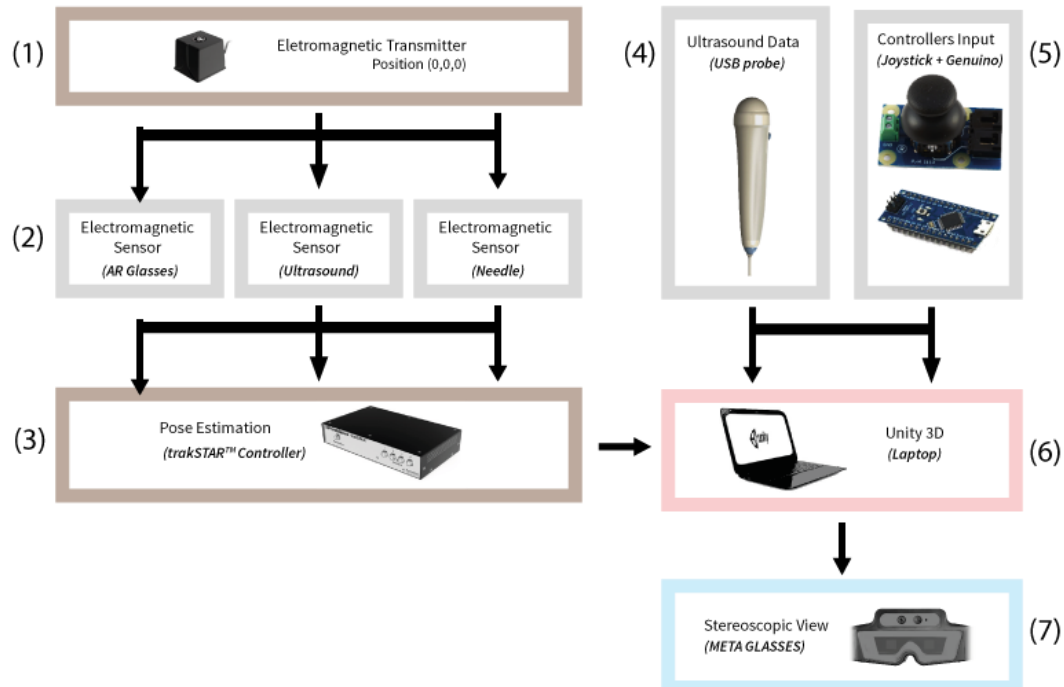 (1)
Eletromagnetic Transmitter
Position (0,0,0)
(2)
Electromagnetic
Sensor
(AR Glasses)
Electromagnetic
Sensor
(Ultrasound)
Electromagnetic
Sensor
(Needle)
(3)
Pose Estimation
(trakSTAR™ Controller)
(4)
Ultrasound Data
(USB probe)
(5)
Controllers Input
(Joystick + Genuino)
(6)
unity
Unity 3D
(Laptop)
(7)
Stereoscopic View
(META GLASSES)